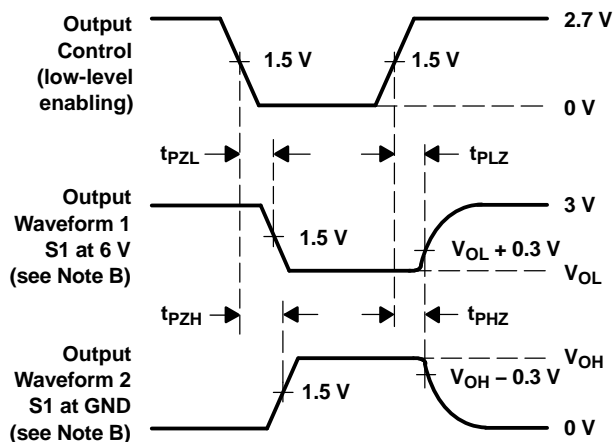 Output
Control
(low-level
enabling)
2.7 V
1.5 V
1.5 V
0 V
tPZL
tPLZ
Output
Waveform 1
S1 at 6 V
(see Note B)
3 V
1.5 V
VOL + 0.3 V
VOL
tPZH
tPHZ
Output
Waveform 2
S1 at GND
(see Note B)
VOH
1.5 V
VOH − 0.3 V
0 V